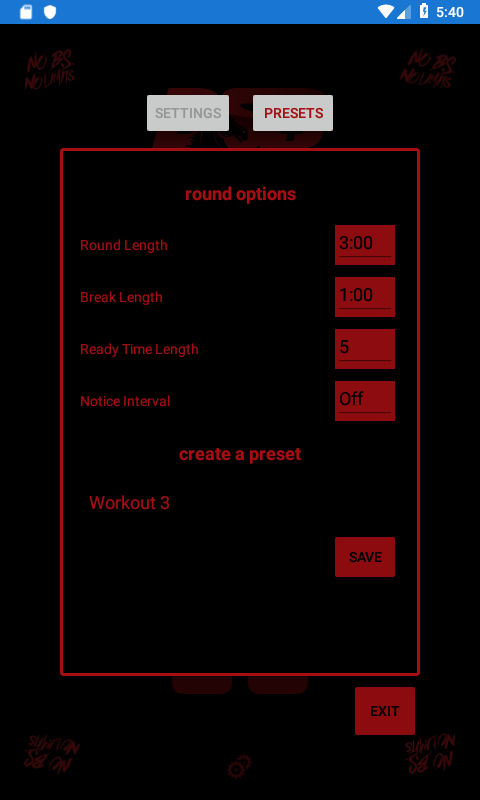 5:40
NO BS.
NO LIMITS
NO BS.
NO LIMITS
SETTINGS
PRESETS
round options
Round Length
3:00
Break Length
1:00
Ready Time Length
5
Notice Interval
Off
create a preset
Workout 3
SAVE
EXIT
NO BS
NO LIMITS
NO BS
NO LIMITS